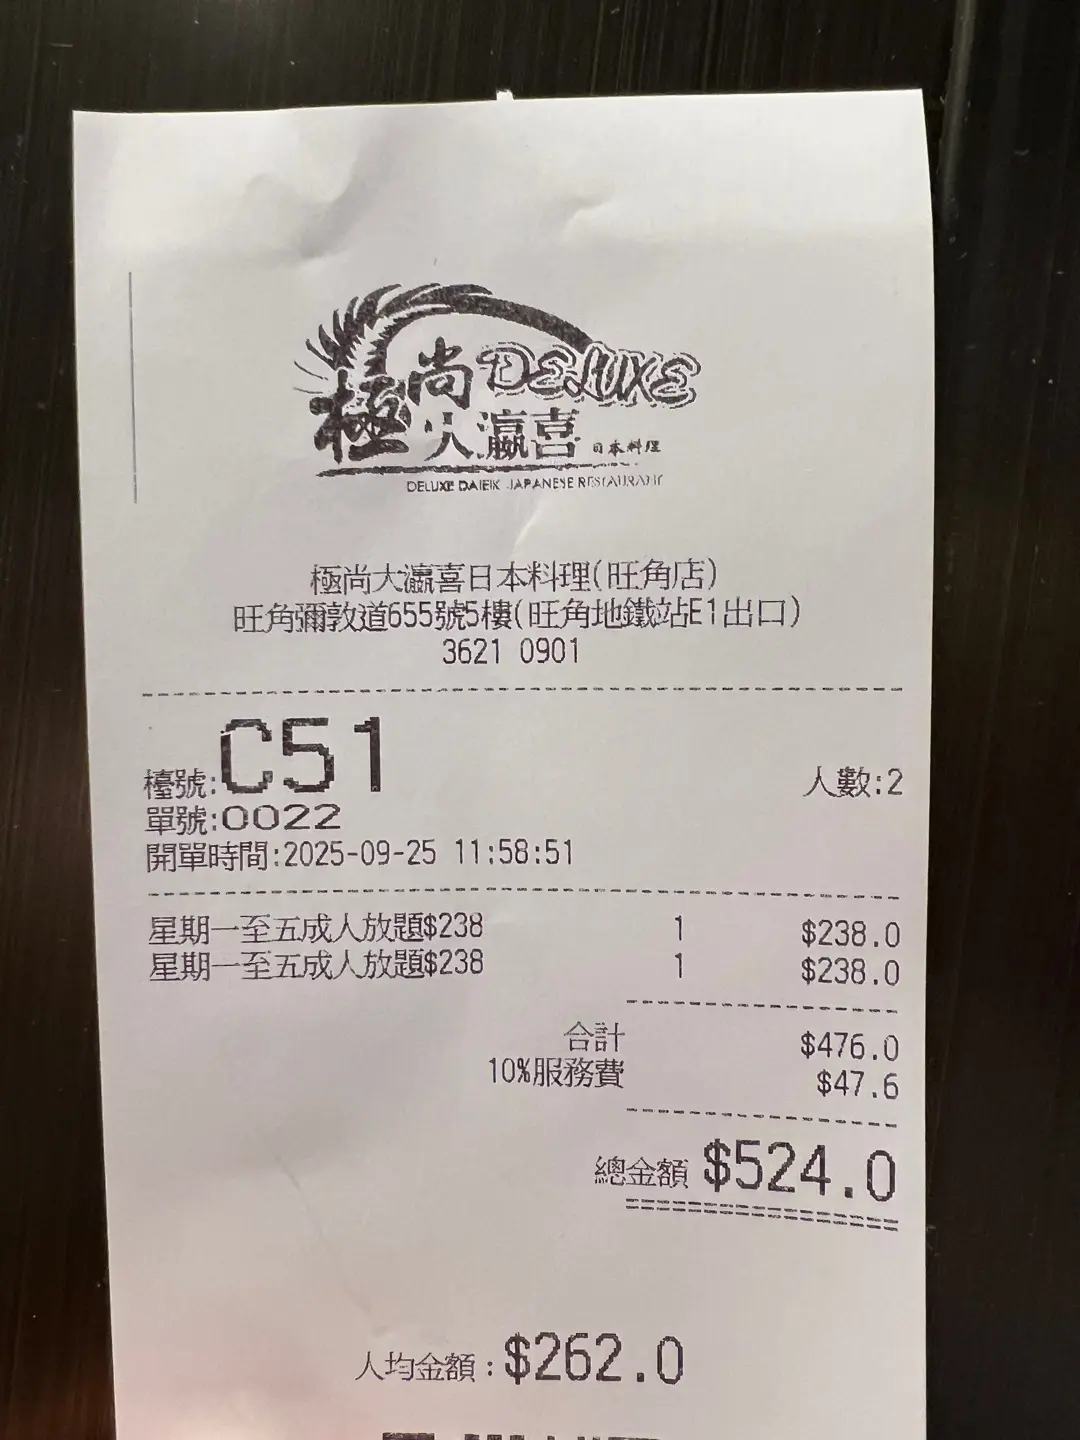 極尚 DELUXE
大瀛喜 日本料理
DELUXE DAIEIK JAPANESE RESTAURANT
極尚大瀛喜日本料理(旺角店)
旺角彌敦道655號5樓(旺角地鐵站E1出口)
3621 0901
檯號:C51 人數:2
單號:0022
開單時間:2025-09-25 11:58:51
星期一至五成人放題$238 1 $238.0
星期一至五成人放題$238 1 $238.0
合計 $476.0
10%服務費 $47.6
總金額 $524.0
人均金額:$262.0